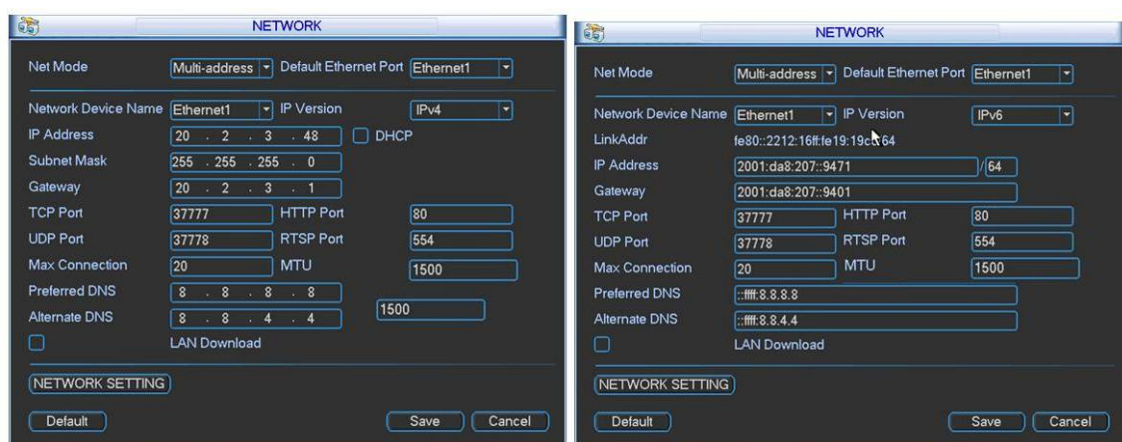 NETWORK
Net Mode Multi-address Default Ethernet Port Ethernet1
Network Device Name Ethernet1 IP Version IPv4
IP Address 20 . 2 . 3 . 48 DHCP
Subnet Mask 255 . 255 . 255 . 0
Gateway 20 . 2 . 3 . 1
TCP Port 37777 HTTP Port 80
UDP Port 37778 RTSP Port 554
Max Connection 20 MTU 1500
Preferred DNS 8 . 8 . 8 . 8
1500
Alternate DNS 8 . 8 . 4 . 4
LAN Download
NETWORK SETTING
Default Save Cancel
NETWORK
Net Mode Multi-address Default Ethernet Port Ethernet1
Network Device Name Ethernet1 IP Version IPv6
LinkAddr
IP Address 2001:da8:207::9471 / 64
Gateway 2001:da8:207::9401
TCP Port 37777 HTTP Port 80
UDP Port 37778 RTSP Port 554
Max Connection 20 MTU 1500
Preferred DNS ::ffff:8.8.8.8
Alternate DNS ::ffff:8.8.4.4
LAN Download
NETWORK SETTING
Default Save Cancel